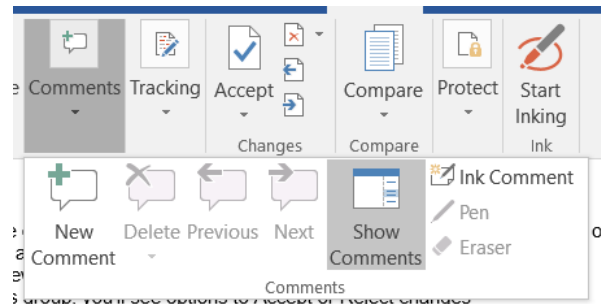 Comments Tracking Accept Compare Protect Start
Inking
Changes Compare Ink
New
Comment
Delete Previous Next Show
Comments
Ink Comment
Pen
Eraser
Comments
group. You'll see options to Accept or Reject changes